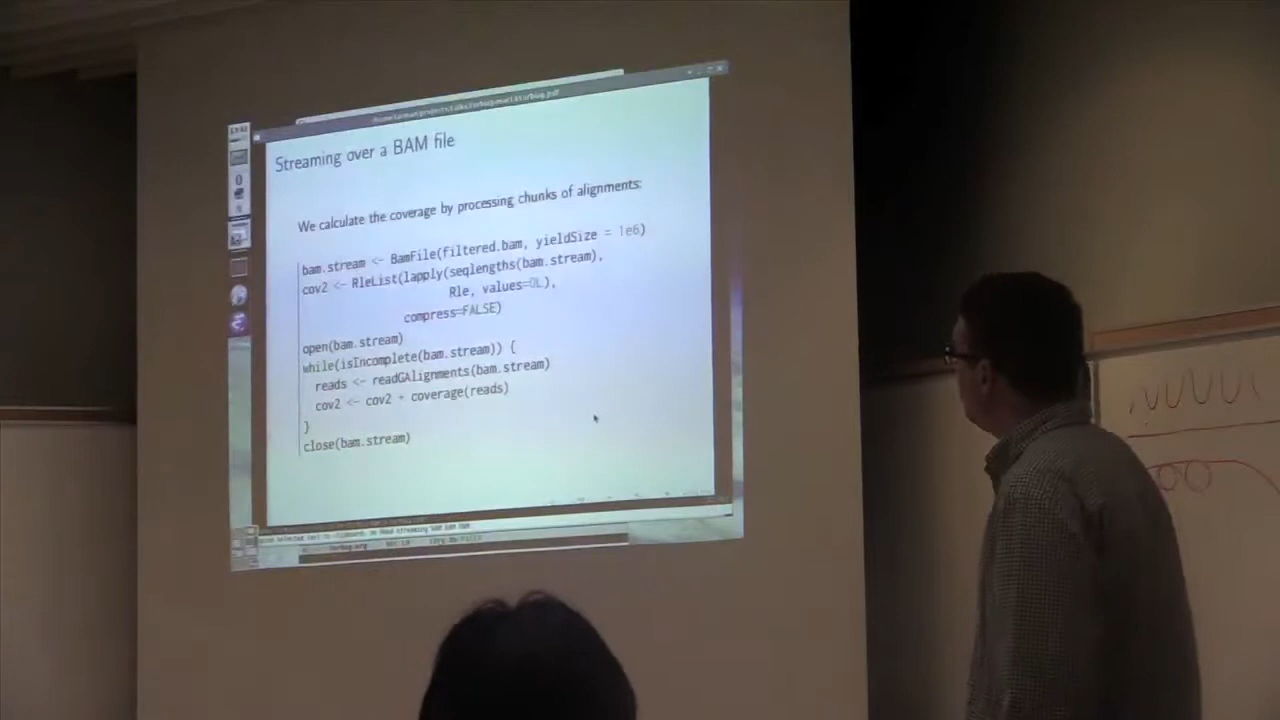 Streaming over a BAM file
We calculate the coverage by processing chunks of alignments:
bam.stream <- BamFile(filtered.bam, yieldSize = 1e6)
cov2 <- RleList(lapply(seqlengths(bam.stream),
Rle, values=0L),
compress=FALSE)
open(bam.stream)
while(isIncomplete(bam.stream)) {
reads <- readGAlignments(bam.stream)
cov2 <- cov2 + coverage(reads)
}
close(bam.stream)